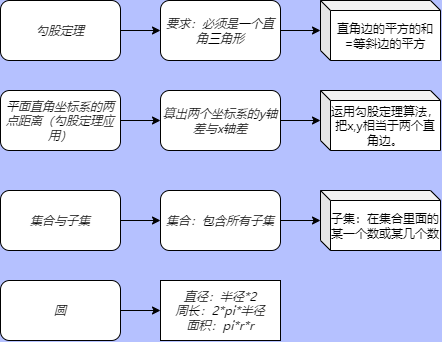 勾股定理
要求：必须是一个直
角三角形
直角边的平方的和
=等斜边的平方
平面直角坐标系的两
点距离（勾股定理应
用）
算出两个坐标系的y轴
差与x轴差
运用勾股定理算法，
把x,y相当于两个直
角边。
集合与子集
集合：包含所有子集
子集：在集合里面的
某一个数或某几个数
圆
直径：半径*2
周长：2*pi*半径
面积：pi*r*r